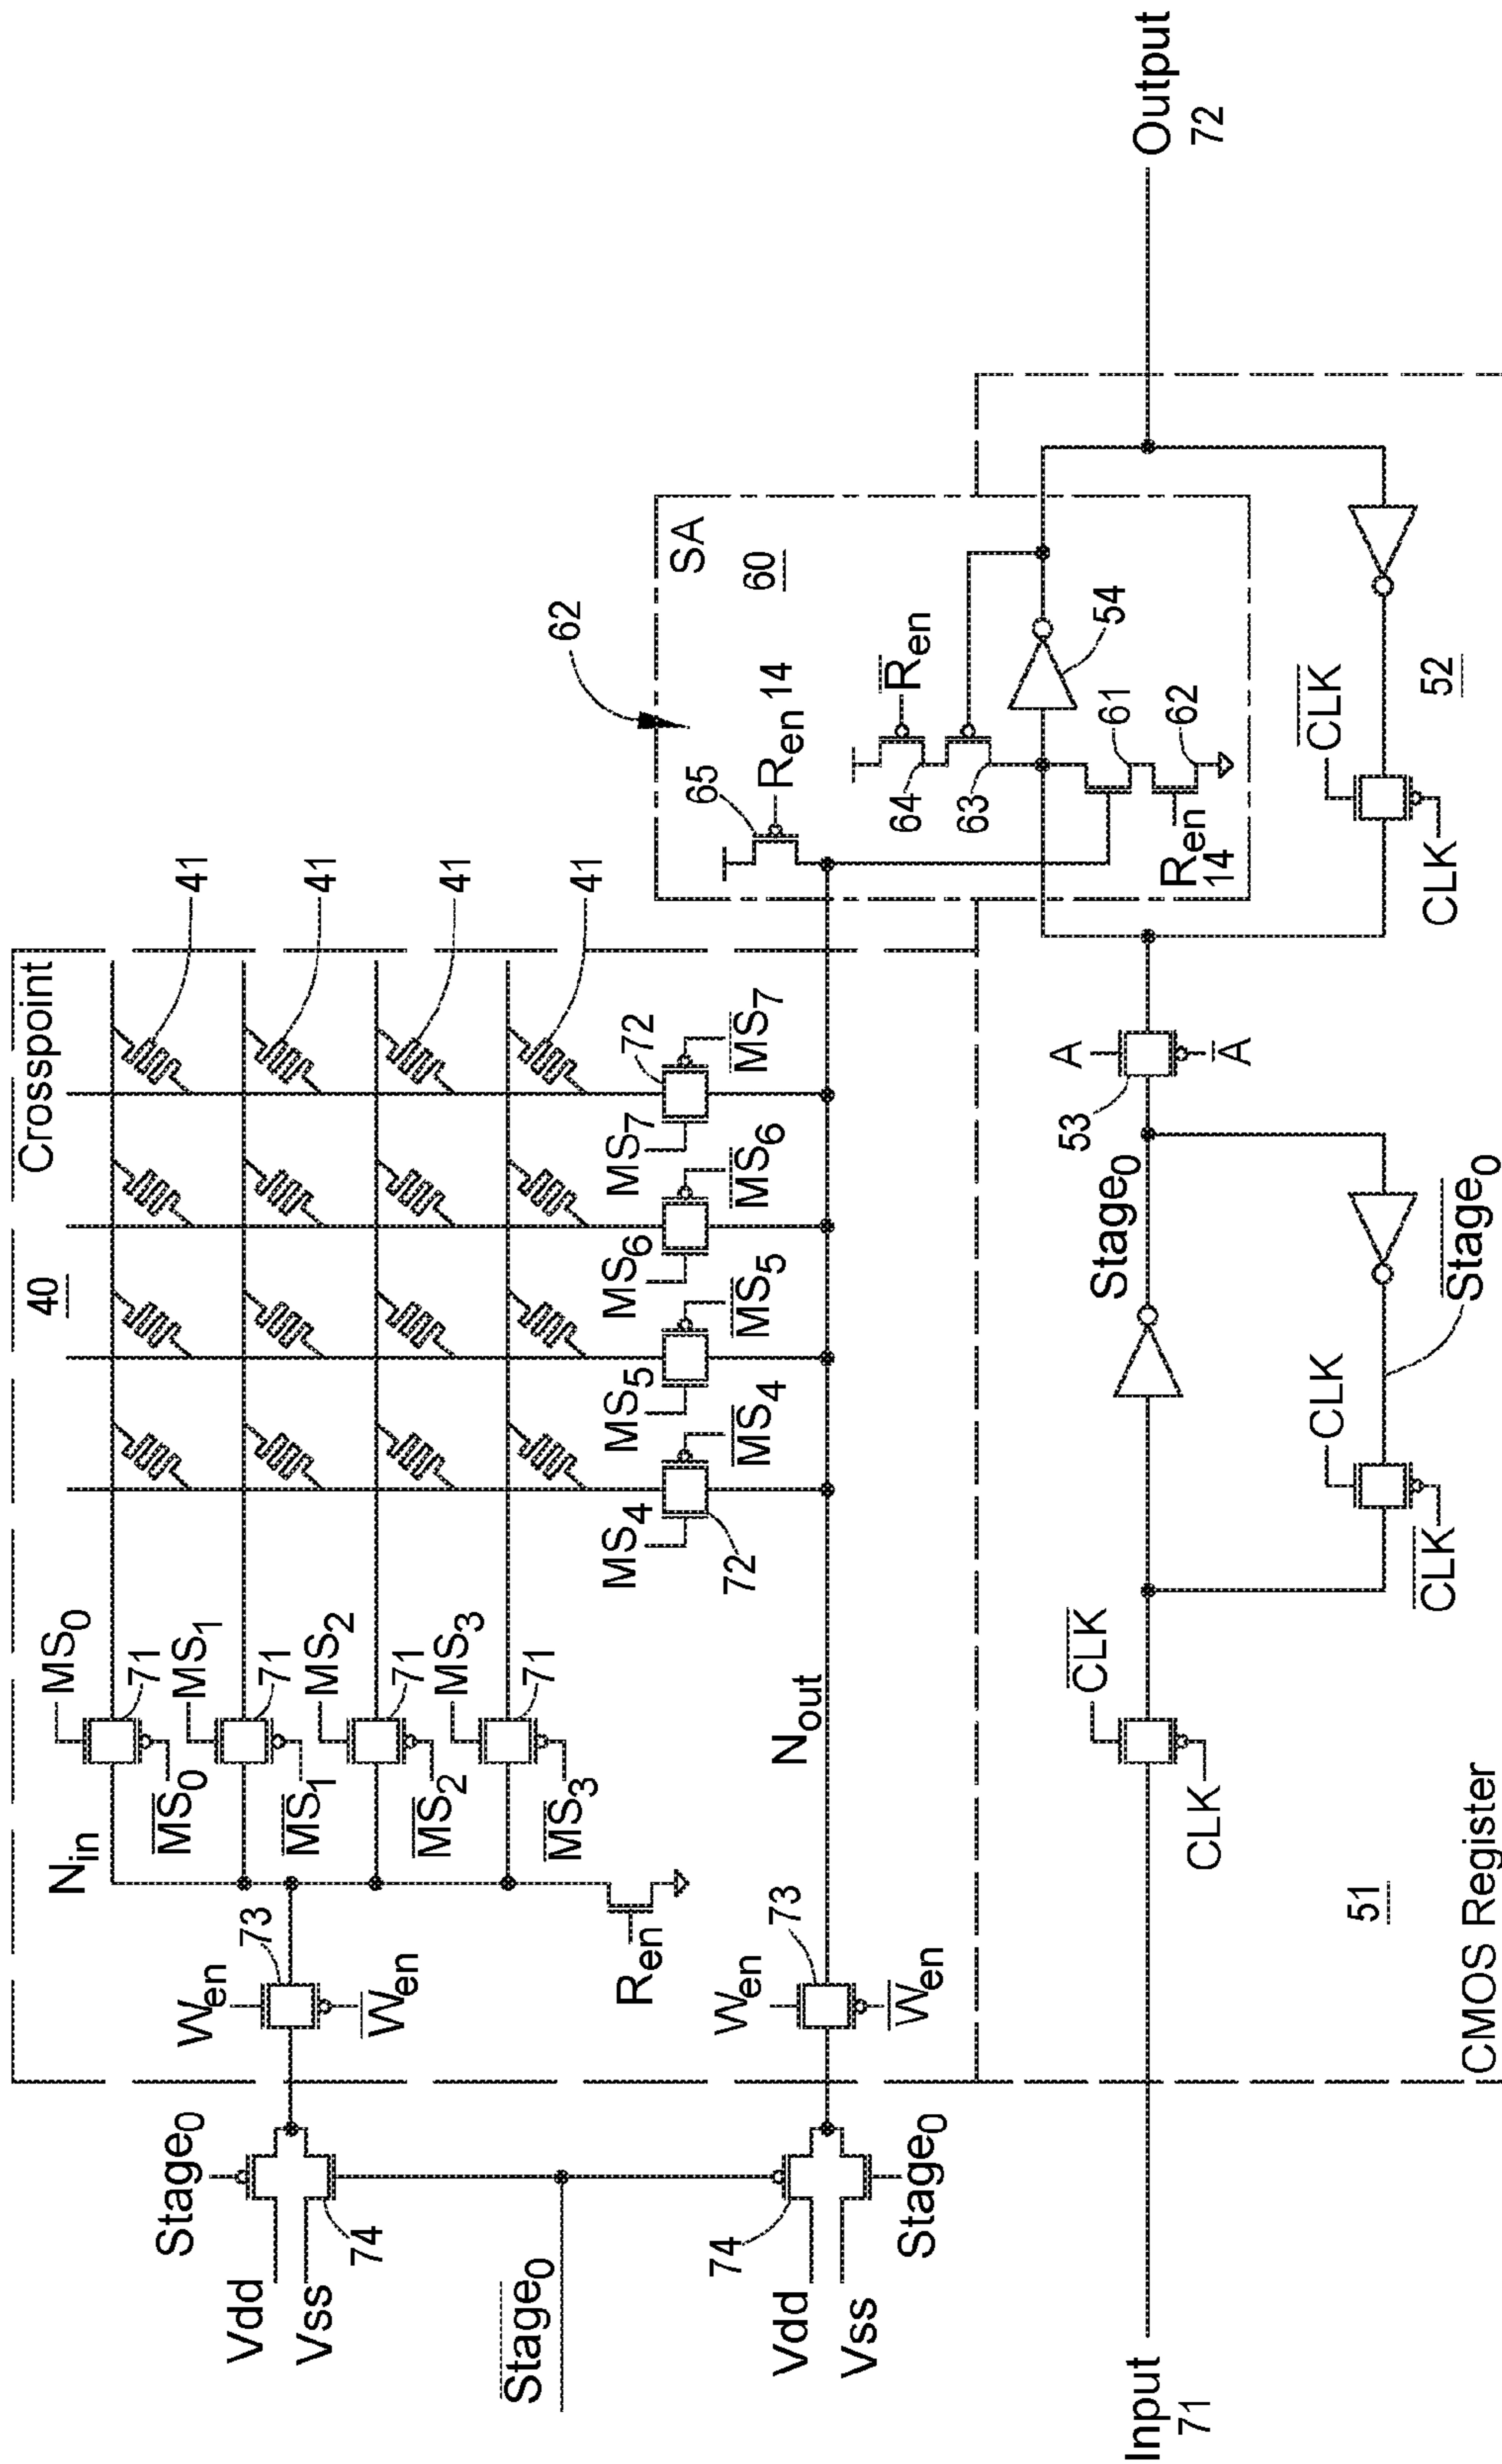 Crosspoint
40
41
41
41
41
MS₀
71
M̅S̅₀
MS₁
71
M̅S̅₁
MS₂
71
M̅S̅₂
MS₃
71
M̅S̅₃
Nᵢₙ
73
Wₑₙ
W̅ₑₙ
Rₑₙ
Stage₀
Vdd
Vss
74
S̅t̅a̅g̅e̅₀
74
Vdd
Vss
Stage₀
73
Wₑₙ
W̅ₑₙ
Nₒᵤₜ
MS₄
M̅S̅₄
72
MS₅
M̅S̅₅
MS₆
M̅S̅₆
MS₇
M̅S̅₇
72
62
SA
60
65
Rₑₙ 14
R̅ₑₙ
64
63
54
61
62
Rₑₙ
14
Output
72
Input
71
C̅L̅K̅
CLK
Stage₀
CLK
C̅L̅K̅
S̅t̅a̅g̅e̅₀
A
A̅
53
C̅L̅K̅
CLK
52
51
CMOS Register